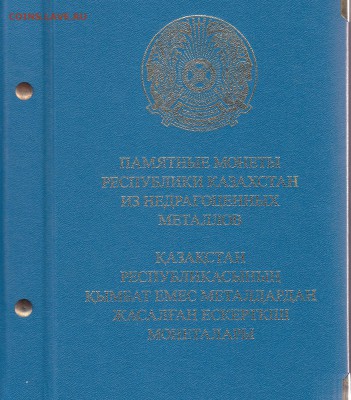 ПАМЯТНЫЕ МОНЕТЫ
РЕСПУБЛИКИ КАЗАХСТАН
ИЗ НЕДРАГОЦЕННЫХ
МЕТАЛЛОВ
ҚАЗАҚСТАН
РЕСПУБЛИКАСЫНЫҢ
ҚЫМБАТ ЕМЕС МЕТАЛДАРДАН
ЖАСАЛҒАН ЕСКЕРТКІШ
МОНЕТАЛАРЫ